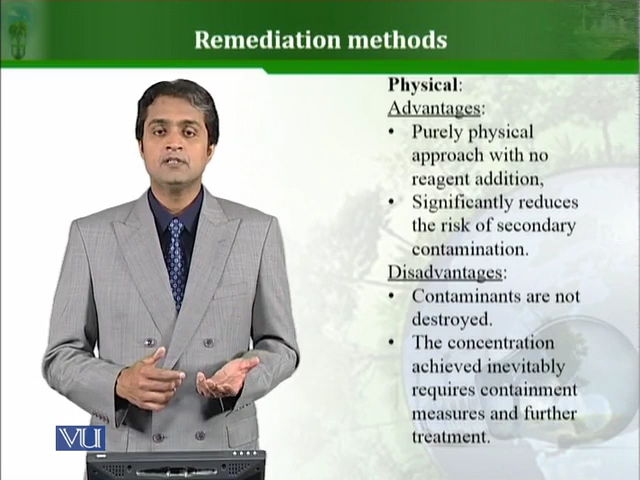 Remediation methods
Physical:
Advantages:
• Purely physical
approach with no
reagent addition,
• Significantly reduces
the risk of secondary
contamination.
Disadvantages:
• Contaminants are not
destroyed.
• The concentration
achieved inevitably
requires containment
measures and further
treatment.
VU